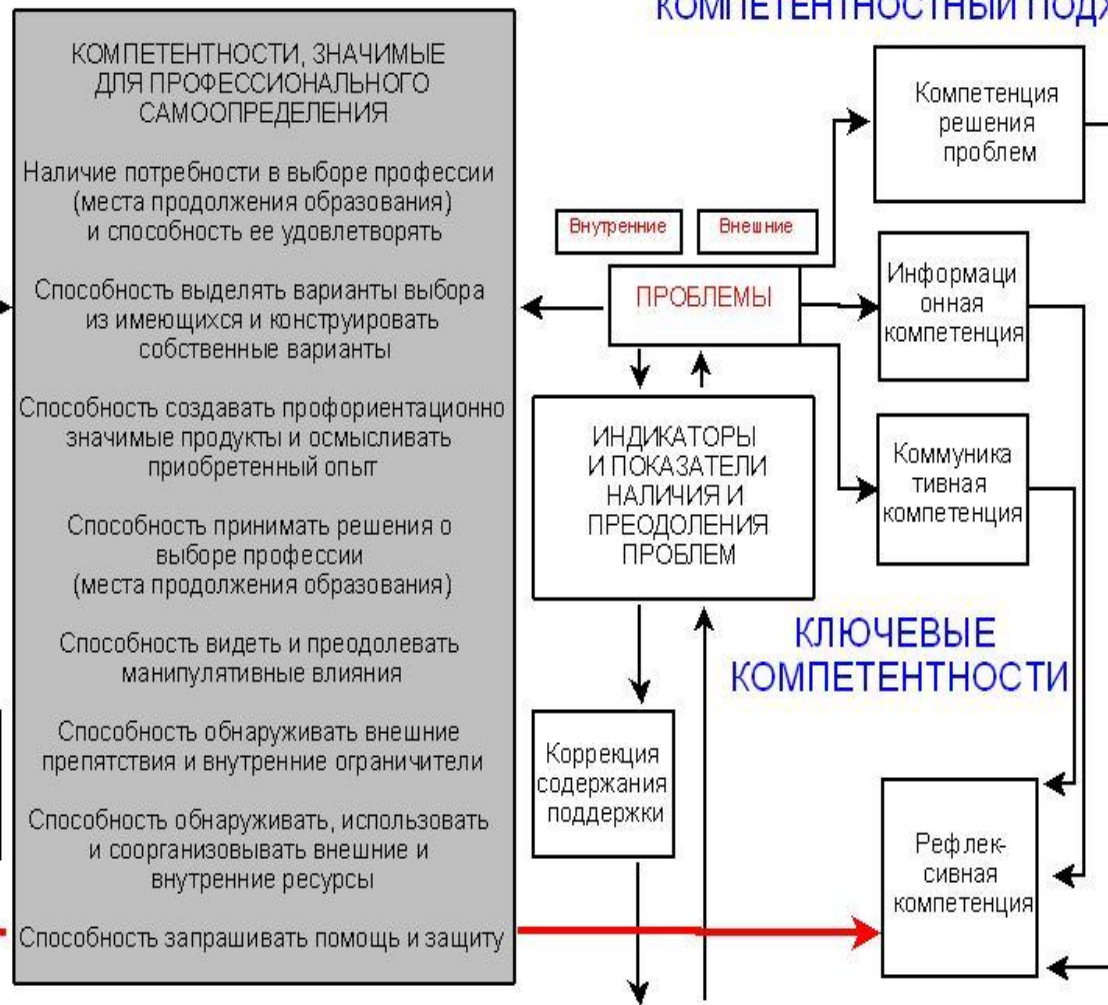 КОМПЕТЕНТНОСТНЫЙ
КОМПЕТЕНТНОСТИ, ЗНАЧИМЫЕ
ДЛЯ ПРОФЕССИОНАЛЬНОГО
САМООПРЕДЕЛЕНИЯ
Наличие потребности в выборе профессии
(места продолжения образования)
и способность ее удовлетворять
Способность выделять варианты выбора
из имеющихся и конструировать
собственные варианты
Способность создавать профориентационно
значимые продукты и осмысливать
приобретенный опыт
Способность принимать решения о
выборе профессии
(места продолжения образования)
Способность видеть и преодолевать
манипулятивные влияния
Способность обнаруживать внешние
препятствия и внутренние ограничители
Способность обнаруживать, использовать
и соорганизовывать внешние и
внутренние ресурсы
Способность запрашивать помощь и защиту
Внутренние
Внешние
ПРОБЛЕМЫ
ИНДИКАТОРЫ
И ПОКАЗАТЕЛИ
НАЛИЧИЯ И
ПРЕОДОЛЕНИЯ
ПРОБЛЕМ
Коррекция
содержания
поддержки
Компетенция
решения
проблем
Информаци
онная
компетенция
Коммуника
тивная
компетенция
КЛЮЧЕВЫЕ
КОМПЕТЕНТНОСТИ
Рефлек-
сивная
компетенция